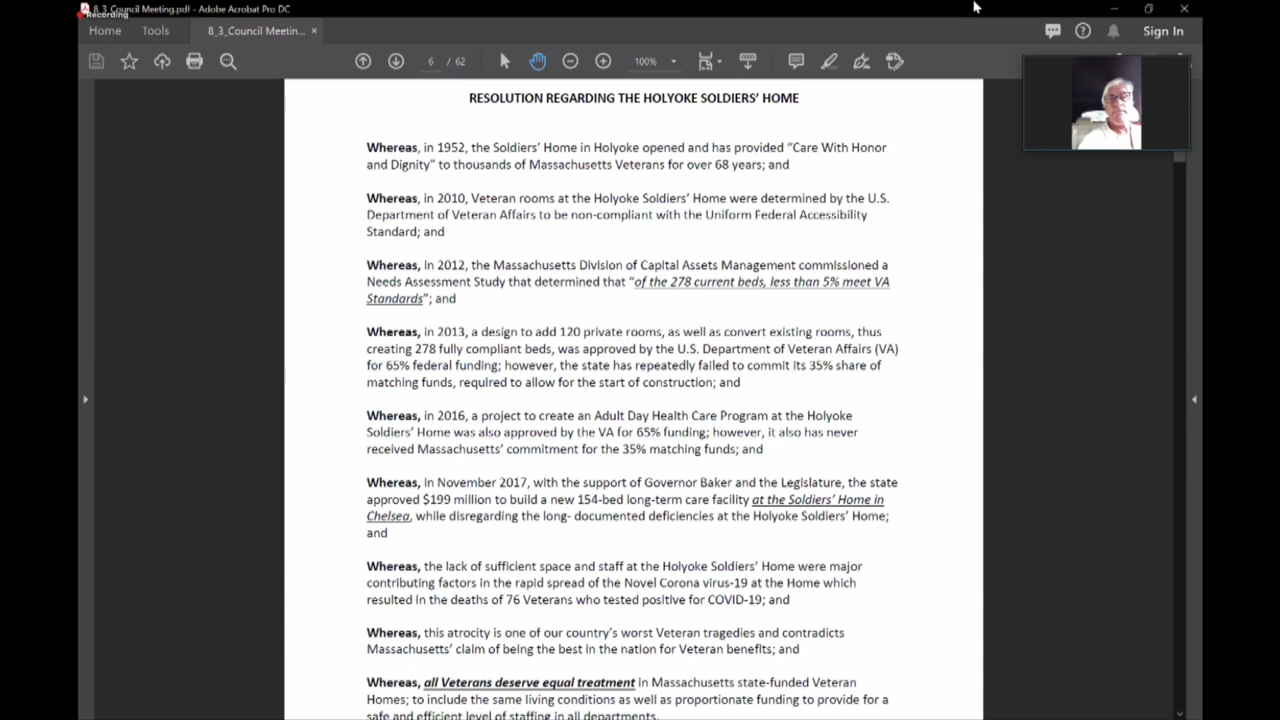 8_3_Council Meeting.pdf - Adobe Acrobat Pro DC
Recording
Home Tools 8_3_Council Meetin... × Sign In
6 / 62 100%
RESOLUTION REGARDING THE HOLYOKE SOLDIERS' HOME
Whereas, in 1952, the Soldiers' Home in Holyoke opened and has provided "Care With Honor
and Dignity" to thousands of Massachusetts Veterans for over 68 years; and
Whereas, in 2010, Veteran rooms at the Holyoke Soldiers' Home were determined by the U.S.
Department of Veteran Affairs to be non-compliant with the Uniform Federal Accessibility
Standard; and
Whereas, in 2012, the Massachusetts Division of Capital Assets Management commissioned a
Needs Assessment Study that determined that "of the 278 current beds, less than 5% meet VA
Standards"; and
Whereas, in 2013, a design to add 120 private rooms, as well as convert existing rooms, thus
creating 278 fully compliant beds, was approved by the U.S. Department of Veteran Affairs (VA)
for 65% federal funding; however, the state has repeatedly failed to commit its 35% share of
matching funds, required to allow for the start of construction; and
Whereas, in 2016, a project to create an Adult Day Health Care Program at the Holyoke
Soldiers' Home was also approved by the VA for 65% funding; however, it also has never
received Massachusetts' commitment for the 35% matching funds; and
Whereas, in November 2017, with the support of Governor Baker and the Legislature, the state
approved $199 million to build a new 154-bed long-term care facility at the Soldiers' Home in
Chelsea, while disregarding the long- documented deficiencies at the Holyoke Soldiers' Home;
and
Whereas, the lack of sufficient space and staff at the Holyoke Soldiers' Home were major
contributing factors in the rapid spread of the Novel Corona virus-19 at the Home which
resulted in the deaths of 76 Veterans who tested positive for COVID-19; and
Whereas, this atrocity is one of our country's worst Veteran tragedies and contradicts
Massachusetts' claim of being the best in the nation for Veteran benefits; and
Whereas, all Veterans deserve equal treatment in Massachusetts state-funded Veteran
Homes; to include the same living conditions as well as proportionate funding to provide for a
safe and efficient level of staffing in all departments.